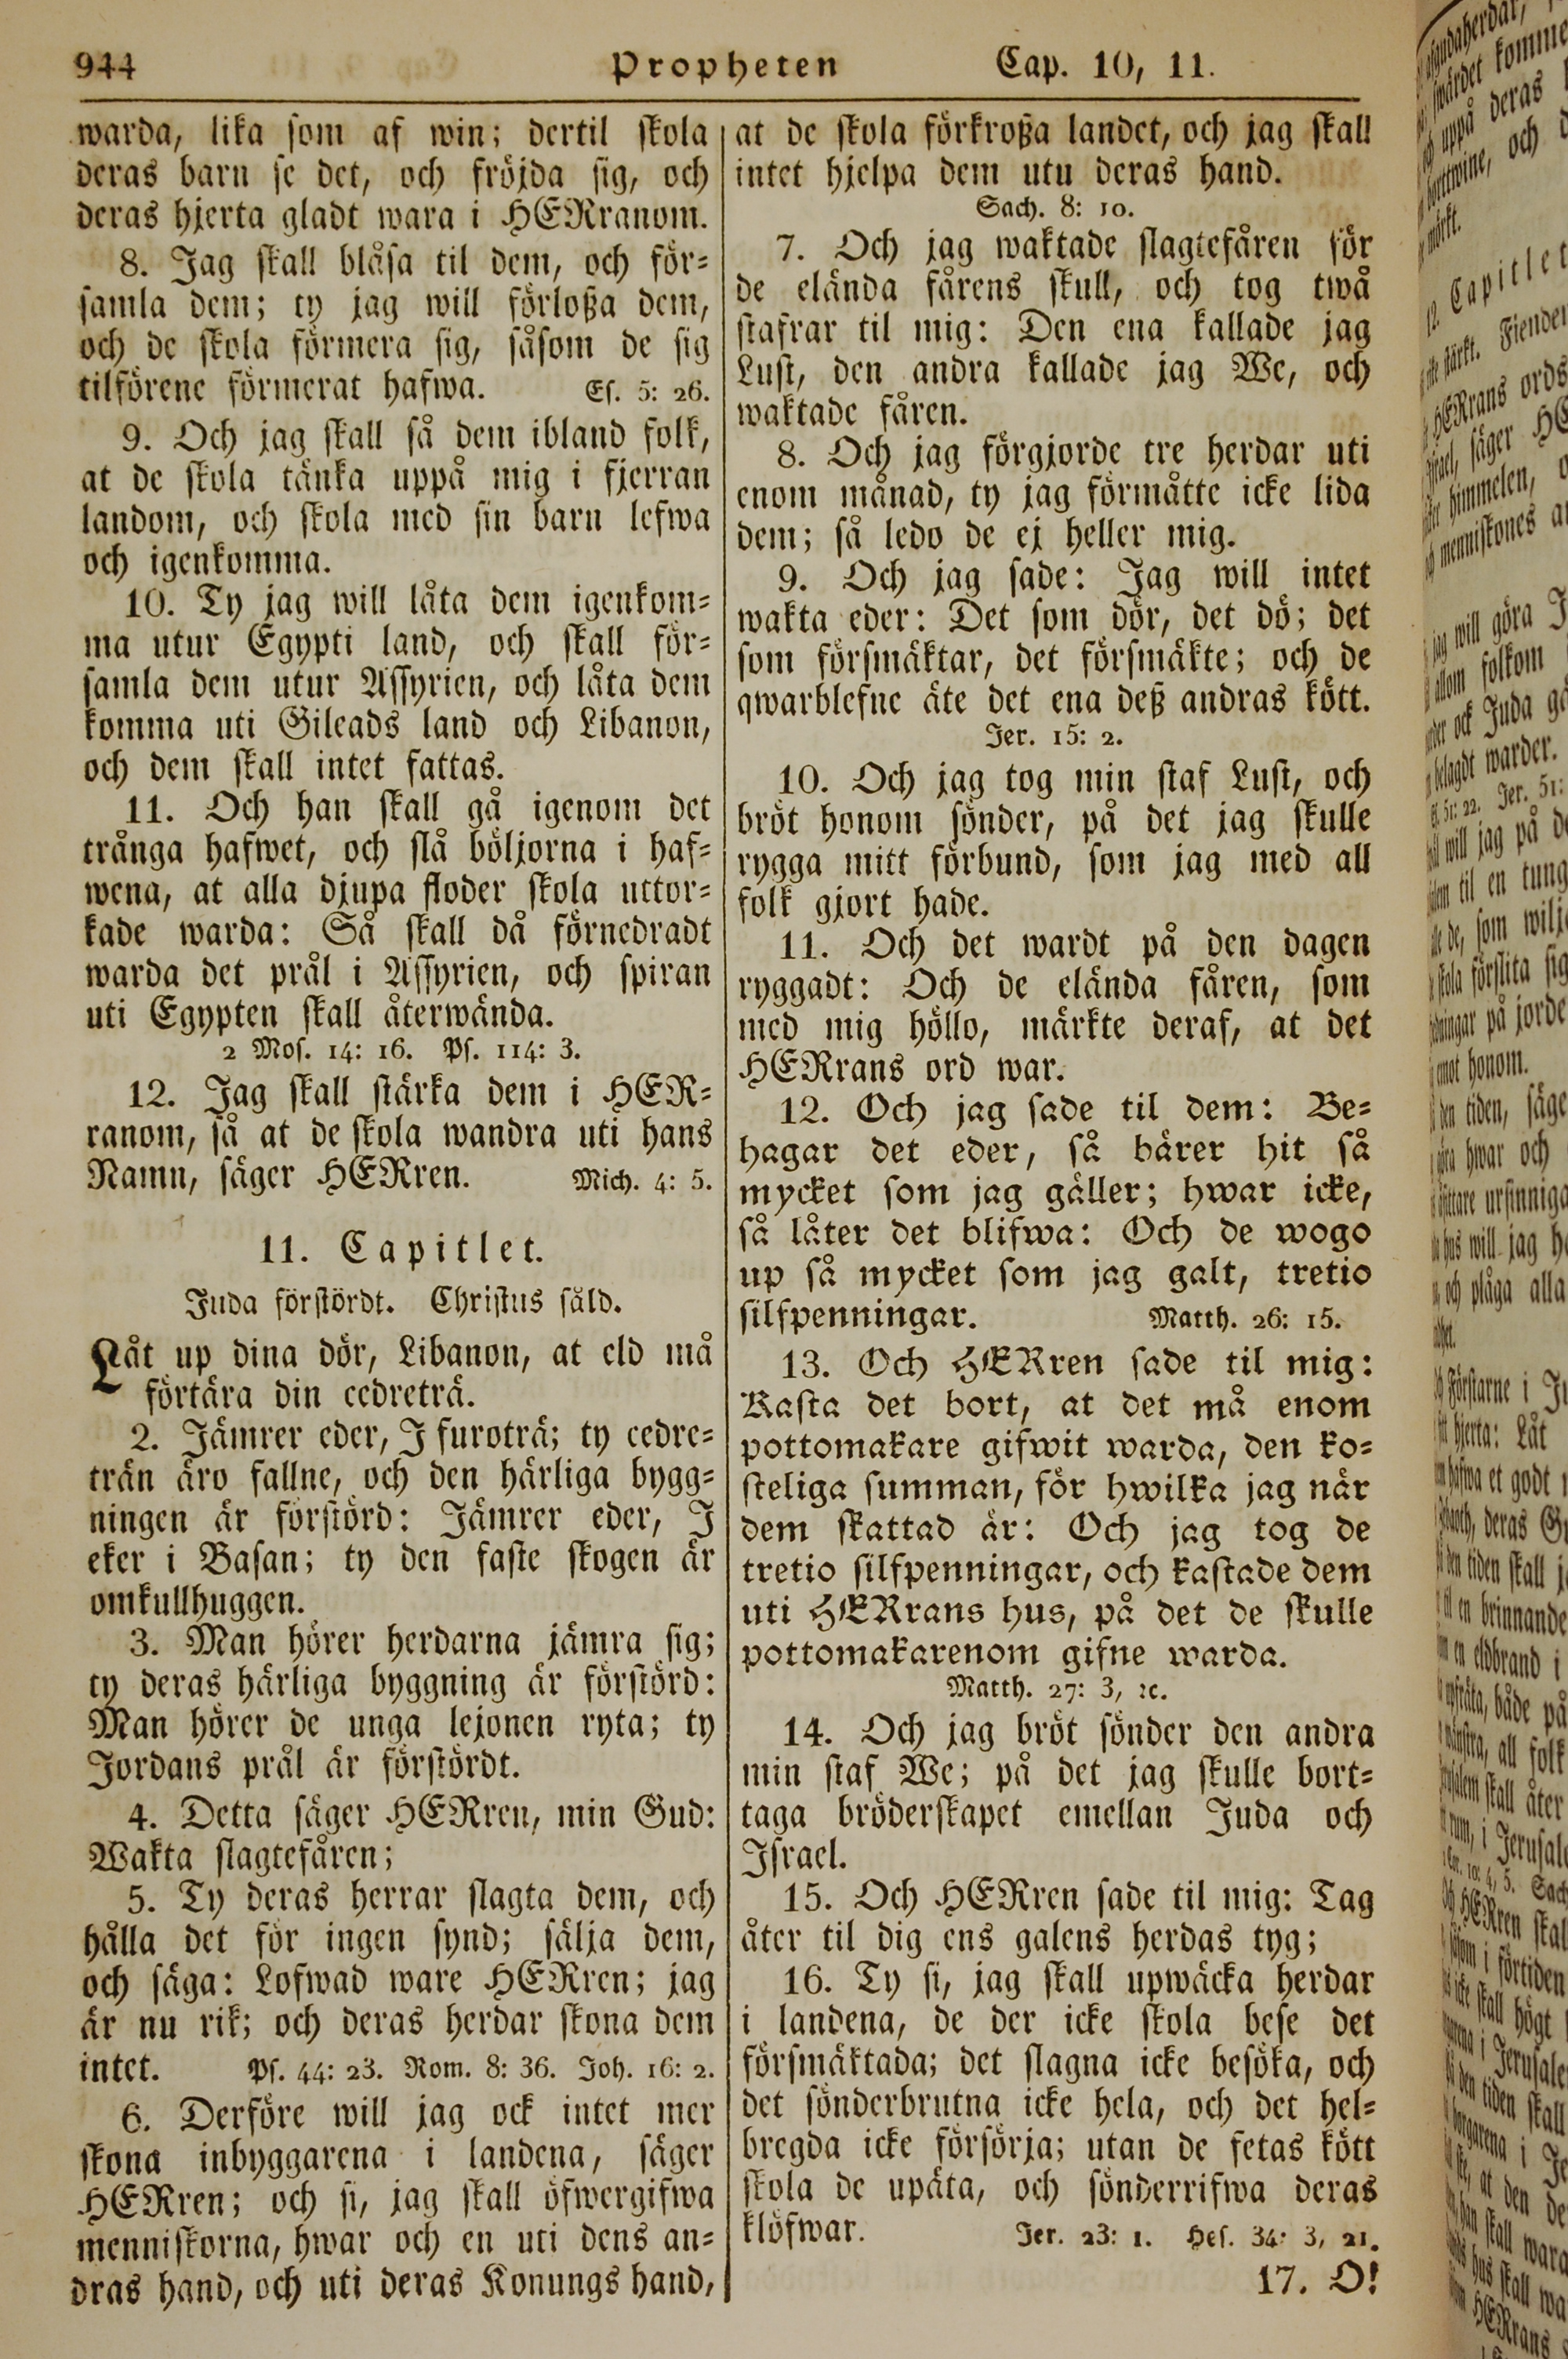 944 Propheten Cap. 10, 11.
warda, lika som af win; dertil skola
deras barn se det, och fröjda sig, och
deras hjerta gladt wara i HERranom.
8. Jag skall blåsa til dem, och för=
samla dem; ty jag will förloßa dem,
och de skola förmera sig, såsom de sig
tilförene förmerat hafwa. Es. 5: 26.
9. Och jag skall så dem ibland folk,
at de skola tänka uppå mig i fjerran
landom, och skola med sin barn lefwa
och igenkomma.
10. Ty jag will låta dem igenkom=
ma utur Egypti land, och skall för=
samla dem utur Assyrien, och låta dem
komma uti Gileads land och Libanon,
och dem skall intet fattas.
11. Och han skall gå igenom det
trånga hafwet, och slå böljorna i haf=
wena, at alla djupa floder skola uttor=
kade warda: Så skall då förnedradt
warda det prål i Assyrien, och spiran
uti Egypten skall återwända.
2 Mos. 14: 16. Ps. 114: 3.
12. Jag skall stärka dem i HER=
ranom, så at de skola wandra uti hans
Namn, säger HERren. Mich. 4: 5.
11. Capitlet.
Juda förstördt. Christus såld.
Låt up dina dör, Libanon, at eld må
förtära din cedreträ.
2. Jämrer eder, J furoträ; ty cedre=
trän äro fallne, och den härliga bygg=
ningen är förstörd: Jämrer eder, J
eker i Basan; ty den faste skogen är
omkullhuggen.
3. Man hörer herdarna jämra sig;
ty deras härliga byggning är förstörd:
Man hörer de unga lejonen ryta; ty
Jordans prål är förstördt.
4. Detta säger HERren, min Gud:
Wakta slagtefåren;
5. Ty deras herrar slagta dem, och
hålla det för ingen synd; sälja dem,
och säga: Lofwad ware HERren; jag
är nu rik; och deras herdar skona dem
intet. Ps. 44: 23. Rom. 8: 36. Joh. 16: 2.
6. Derföre will jag ock intet mer
skona inbyggarena i landena, säger
HERren; och si, jag skall öfwergifwa
menniskorna, hwar och en uti dens an=
dras hand, och uti deras Konungs hand,
at de skola förkroßa landet, och jag skall
intet hjelpa dem utu deras hand.
Sach. 8: 10.
7. Och jag waktade slagtefåren för
de elända fårens skull, och tog twå
stafrar til mig: Den ena kallade jag
Lust, den andra kallade jag We, och
waktade fåren.
8. Och jag förgjorde tre herdar uti
enom månad, ty jag förmåtte icke lida
dem; så ledo de ej heller mig.
9. Och jag sade: Jag will intet
wakta eder: Det som dör, det dö; det
som försmäktar, det försmäkte; och de
qwarblefne äte det ena deß andras kött.
Jer. 15: 2.
10. Och jag tog min staf Lust, och
bröt honom sönder, på det jag skulle
rygga mitt förbund, som jag med all
folk gjort hade.
11. Och det wardt på den dagen
ryggadt: Och de elända fåren, som
med mig höllo, märkte deraf, at det
HERrans ord war.
12. Och jag sade til dem: Be=
hagar det eder, så bärer hit så
mycket som jag gäller; hwar icke,
så låter det blifwa: Och de wogo
up så mycket som jag galt, tretio
silfpenningar. Matth. 26: 15.
13. Och HERren sade til mig:
Kasta det bort, at det må enom
pottomakare gifwit warda, den ko=
steliga summan, för hwilka jag när
dem skattad är: Och jag tog de
tretio silfpenningar, och kastade dem
uti HERrans hus, på det de skulle
pottomakarenom gifne warda.
Matth. 27: 3, ꝛc.
14. Och jag bröt sönder den andra
min staf We; på det jag skulle bort=
taga bröderskapet emellan Juda och
Israel.
15. Och HERren sade til mig: Tag
åter til dig ens galens herdas tyg;
16. Ty si, jag skall upwäcka herdar
i landena, de der icke skola bese det
försmäktada; det slagna icke besöka, och
det sönderbrutna icke hela, och det hel=
bregda icke försörja; utan de fetas kött
skola de upäta, och sönderrifwa deras
klöfwar. Jer. 23: 1. Hes. 34: 3, 21.
17. O!